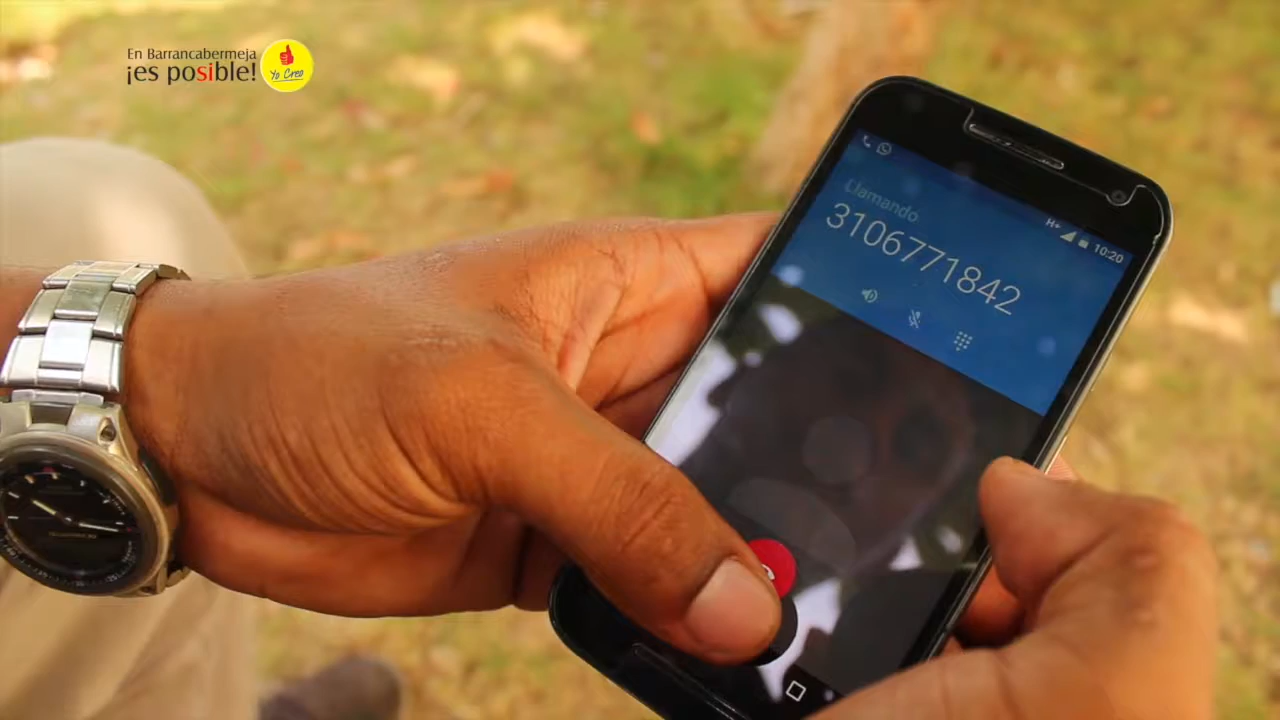 En Barrancabermeja
¡es posible!
Yo Creo
Llamando
3106771842
H+
10:20